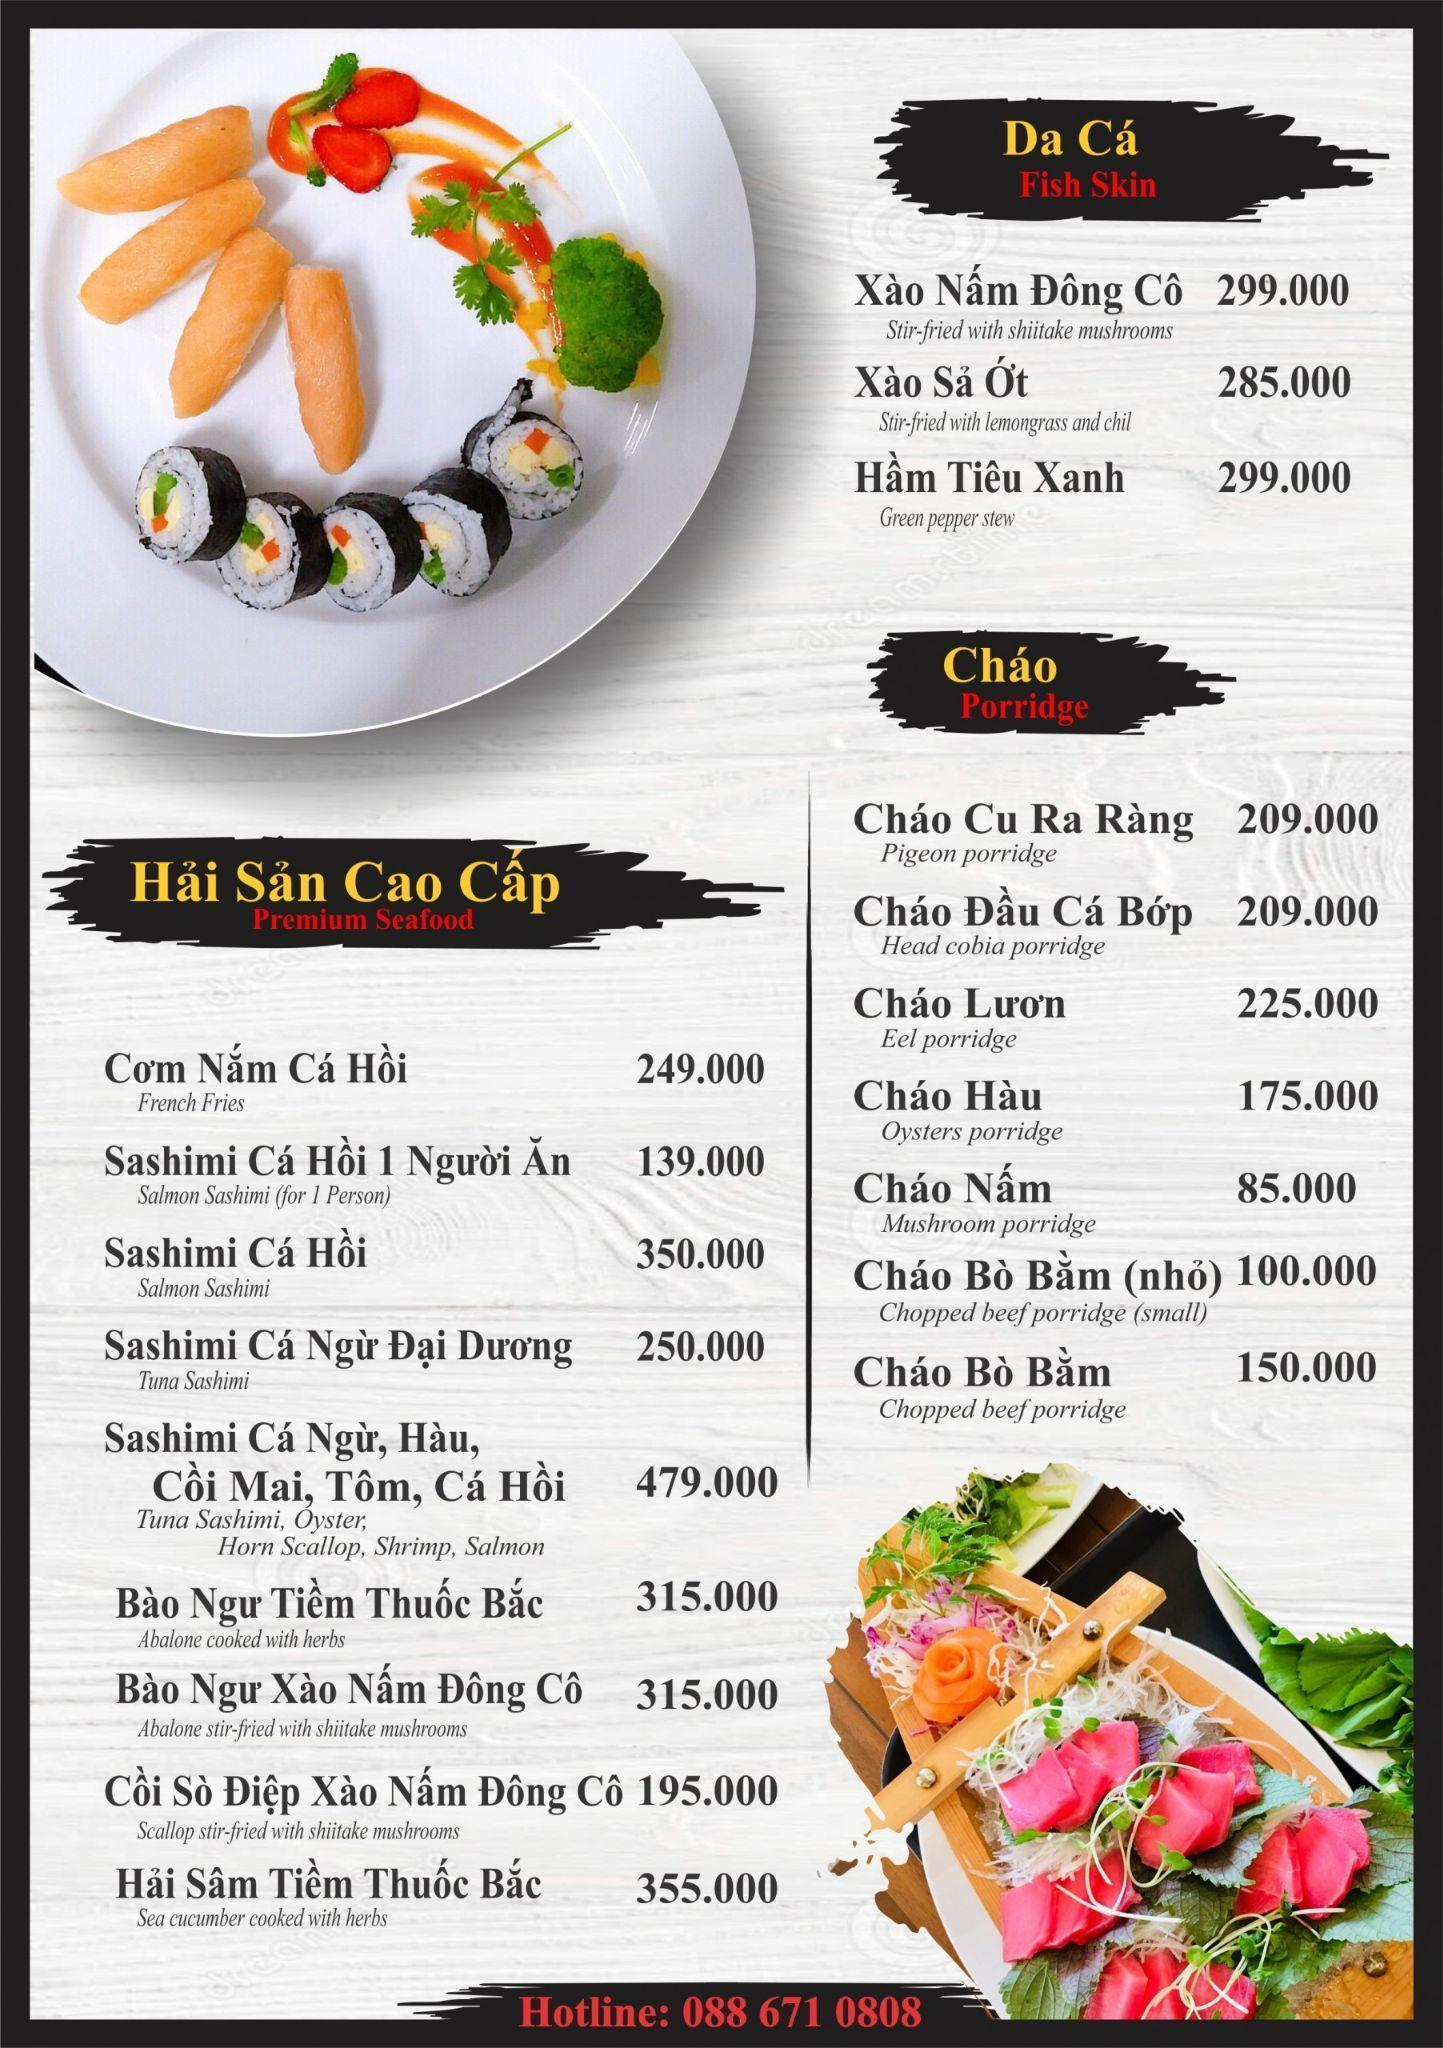 Da Cá
Fish Skin
Xào Nấm Đông Cô 299.000
Stir-fried with shiitake mushrooms
Xào Sả Ớt 285.000
Stir-fried with lemongrass and chil
Hầm Tiêu Xanh 299.000
Green pepper stew
Cháo
Porridge
Cháo Cu Ra Ràng 209.000
Pigeon porridge
Cháo Đầu Cá Bớp 209.000
Head cobia porridge
Cháo Lươn 225.000
Eel porridge
Cháo Hàu 175.000
Oysters porridge
Cháo Nấm 85.000
Mushroom porridge
Cháo Bò Bằm (nhỏ) 100.000
Chopped beef porridge (small)
Cháo Bò Bằm 150.000
Chopped beef porridge
Hải Sản Cao Cấp
Premium Seafood
Cơm Nắm Cá Hồi 249.000
French Fries
Sashimi Cá Hồi 1 Người Ăn 139.000
Salmon Sashimi (for 1 Person)
Sashimi Cá Hồi 350.000
Salmon Sashimi
Sashimi Cá Ngừ Đại Dương 250.000
Tuna Sashimi
Sashimi Cá Ngừ, Hàu,
Cồi Mai, Tôm, Cá Hồi 479.000
Tuna Sashimi, Oyster,
Horn Scallop, Shrimp, Salmon
Bào Ngư Tiềm Thuốc Bắc 315.000
Abalone cooked with herbs
Bào Ngư Xào Nấm Đông Cô 315.000
Abalone stir-fried with shiitake mushrooms
Cồi Sò Điệp Xào Nấm Đông Cô 195.000
Scallop stir-fried with shiitake mushrooms
Hải Sâm Tiềm Thuốc Bắc 355.000
Sea cucumber cooked with herbs
Hotline: 088 671 0808